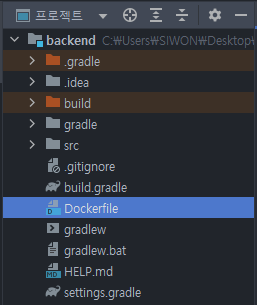 프로젝트
backend C:₩Users₩SIWON₩Desktop₩
.gradle
.idea
build
gradle
src
.gitignore
build.gradle
Dockerfile
gradlew
gradlew.bat
HELP.md
settings.gradle